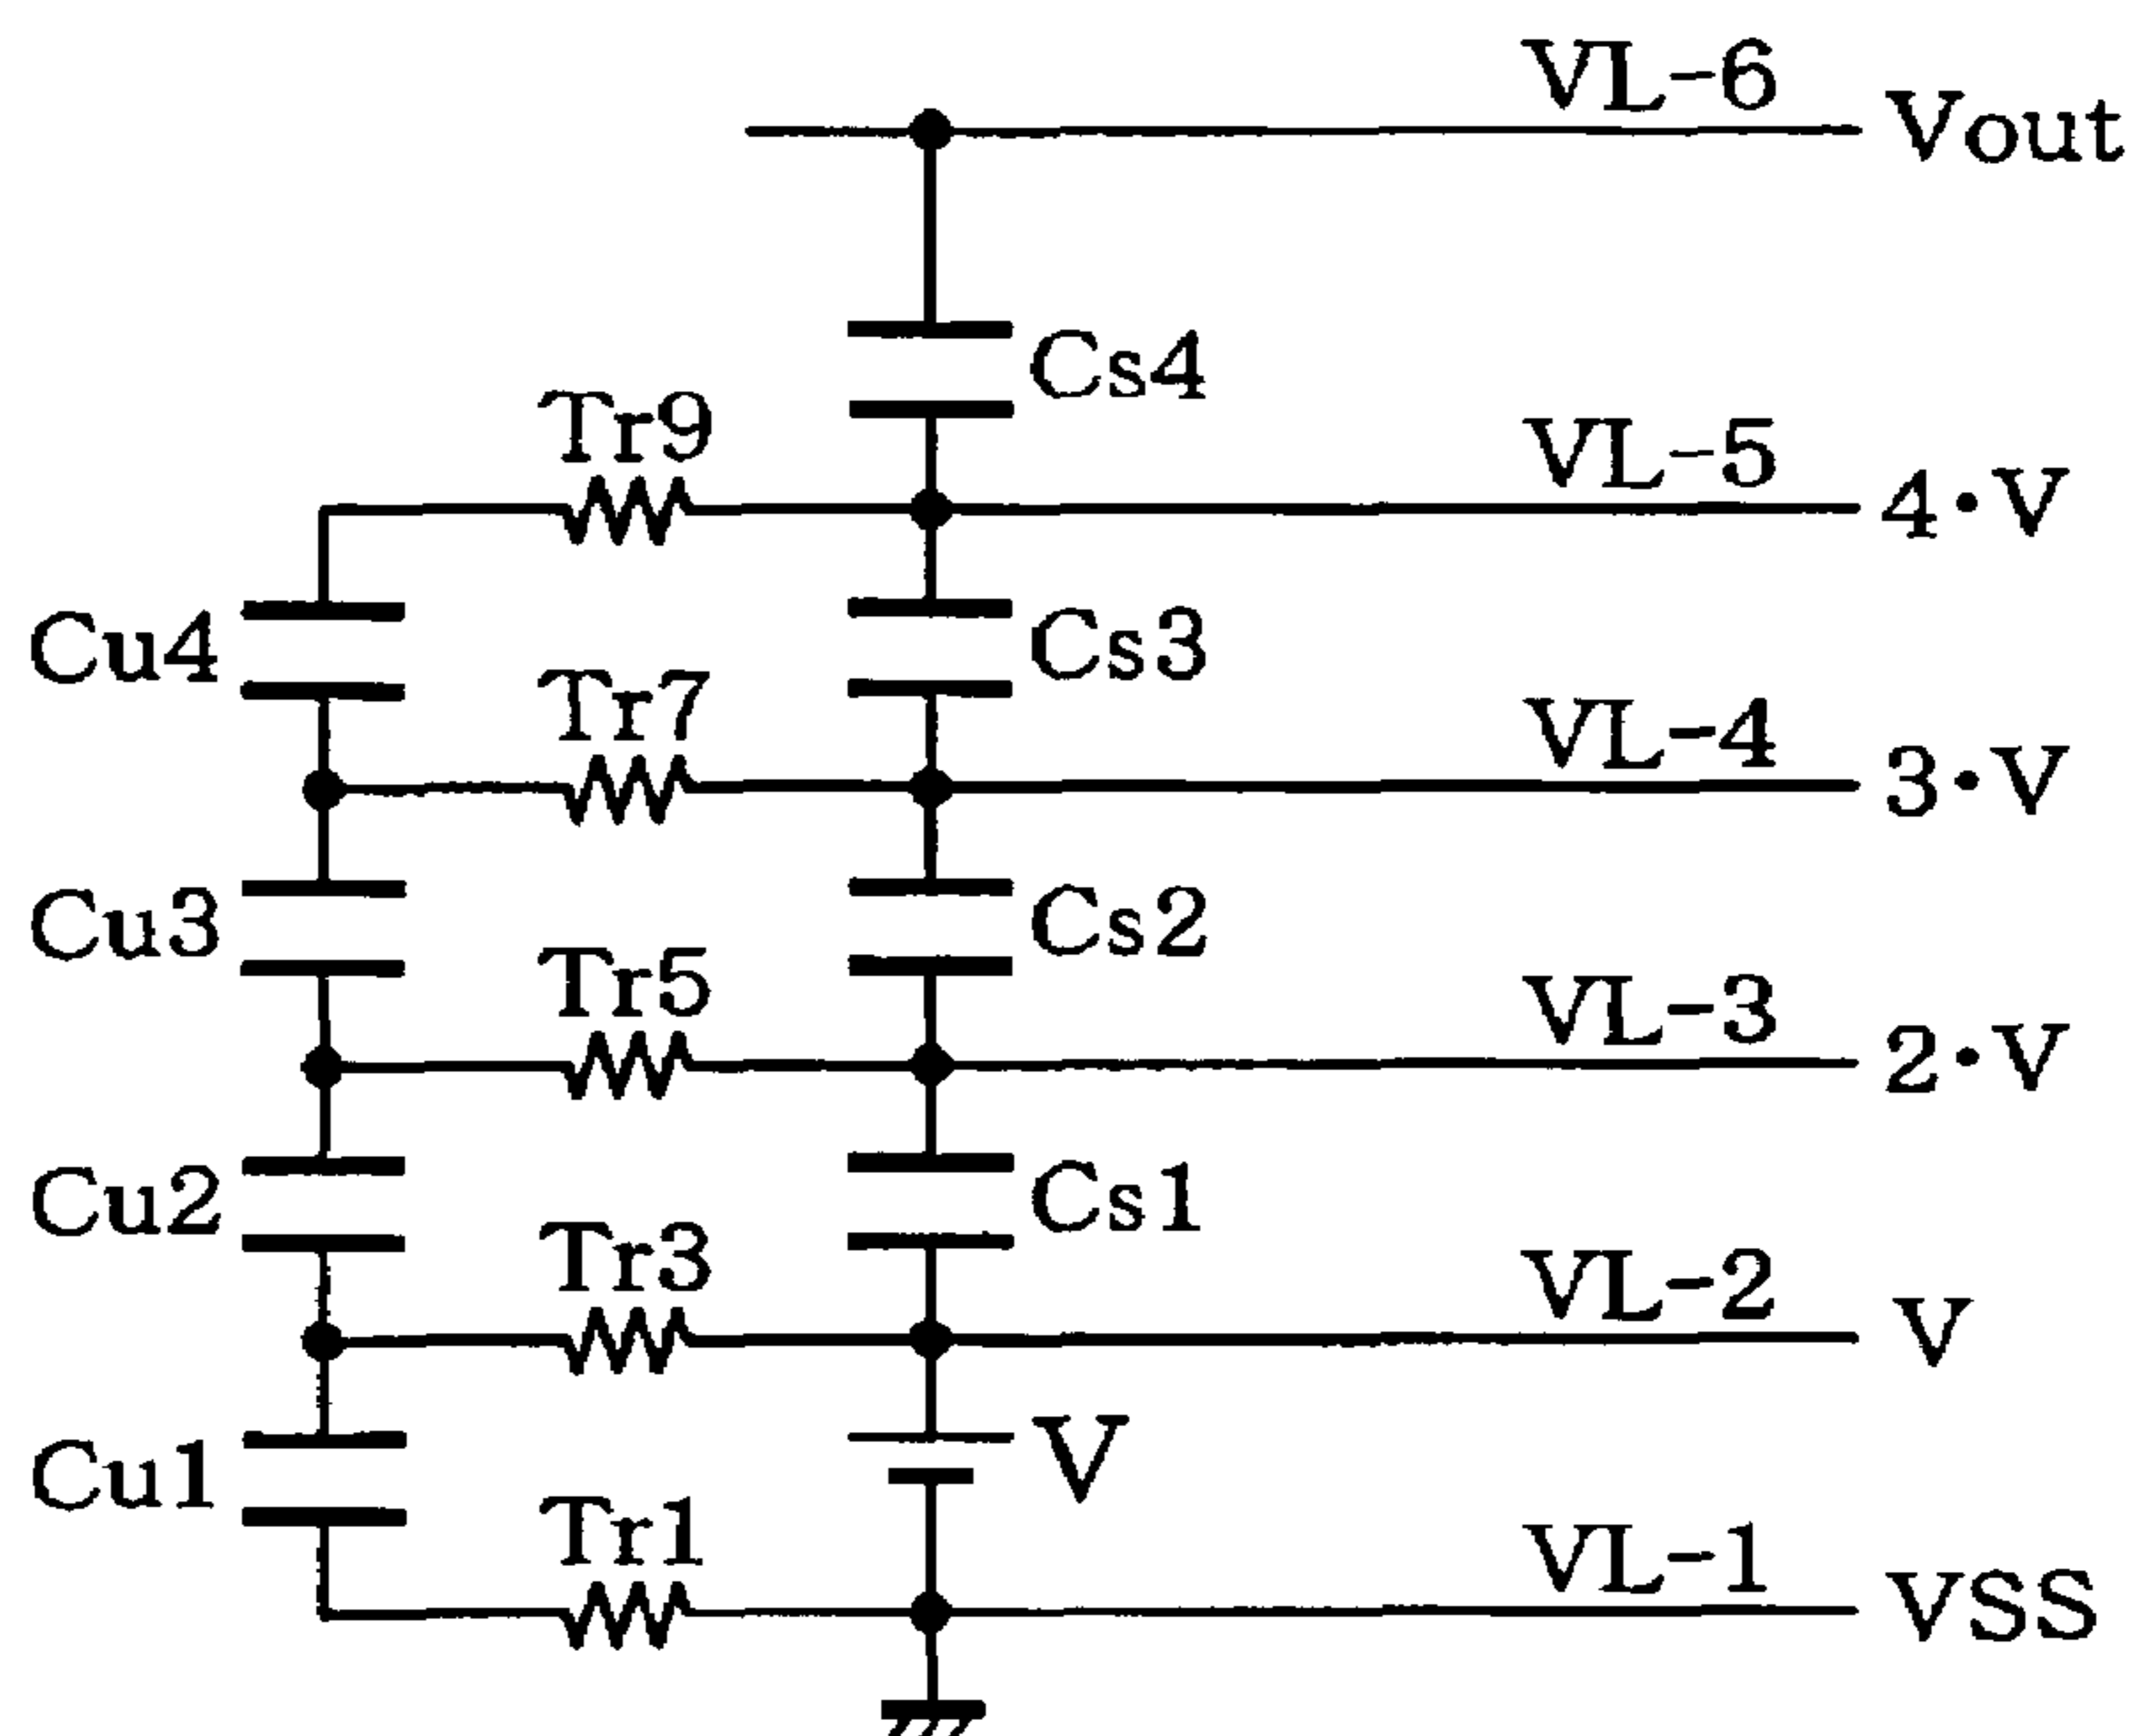 VL-6 Vout
Cs4
Tr9 VL-5 4·V
Cu4 Cs3
Tr7 VL-4 3·V
Cu3 Cs2
Tr5 VL-3 2·V
Cu2 Cs1
Tr3 VL-2 V
Cu1 V
Tr1 VL-1 VSS